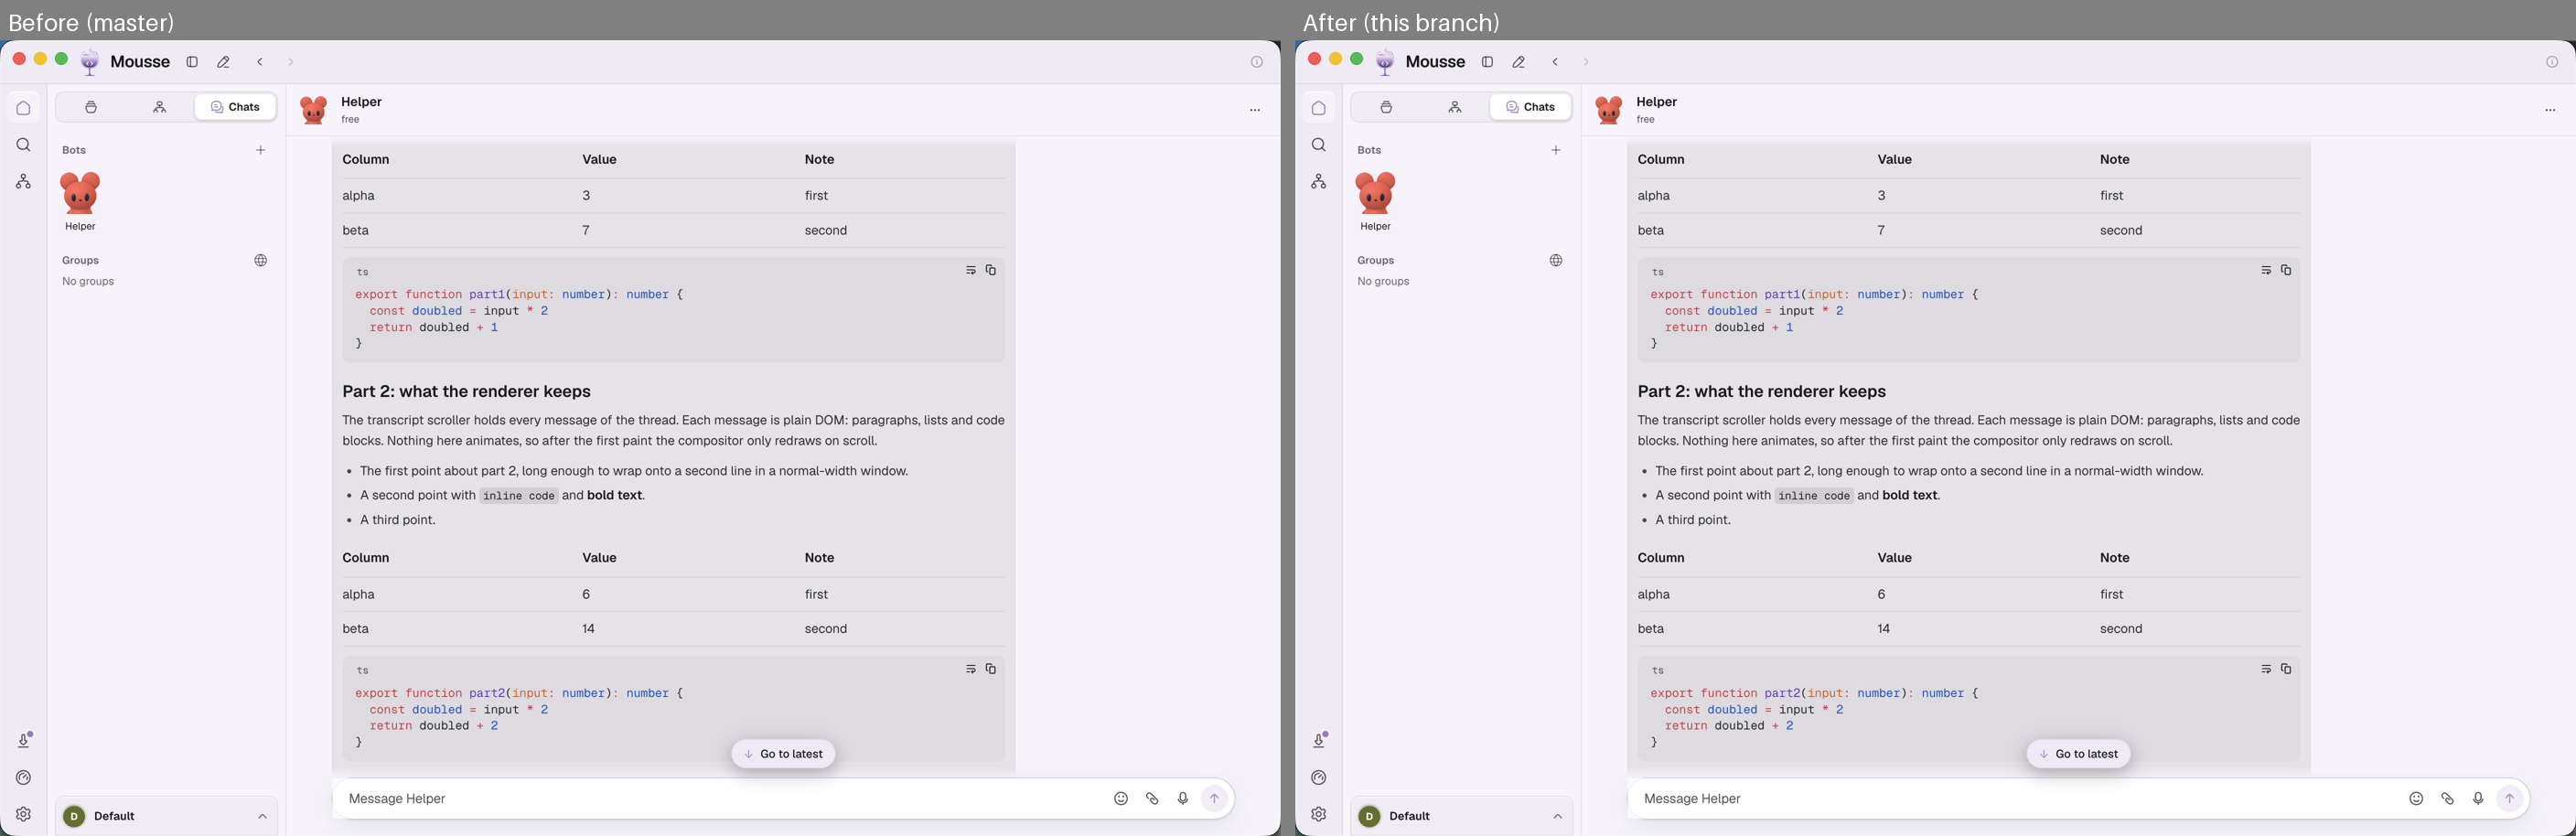 Before (master)
Mousse
Chats
Bots
Helper
Groups
No groups
Default
D
Helper
free
Column Value Note
alpha 3 first
beta 7 second
ts
export function part1(input: number): number {
const doubled = input * 2
return doubled + 1
}
Part 2: what the renderer keeps
The transcript scroller holds every message of the thread. Each message is plain DOM: paragraphs, lists and code
blocks. Nothing here animates, so after the first paint the compositor only redraws on scroll.
• The first point about part 2, long enough to wrap onto a second line in a normal-width window.
• A second point with inline code and bold text.
• A third point.
Column Value Note
alpha 6 first
beta 14 second
ts
export function part2(input: number): number {
const doubled = input * 2
return doubled + 2
}
Go to latest
Message Helper
After (this branch)
Mousse
Chats
Bots
Helper
Groups
No groups
D
Default
Helper
free
Column Value Note
alpha 3 first
beta 7 second
ts
export function part1(input: number): number {
const doubled = input * 2
return doubled + 1
}
Part 2: what the renderer keeps
The transcript scroller holds every message of the thread. Each message is plain DOM: paragraphs, lists and code
blocks. Nothing here animates, so after the first paint the compositor only redraws on scroll.
• The first point about part 2, long enough to wrap onto a second line in a normal-width window.
• A second point with inline code and bold text.
• A third point.
Column Value Note
alpha 6 first
beta 14 second
ts
export function part2(input: number): number {
const doubled = input * 2
return doubled + 2
}
Go to latest
Message Helper